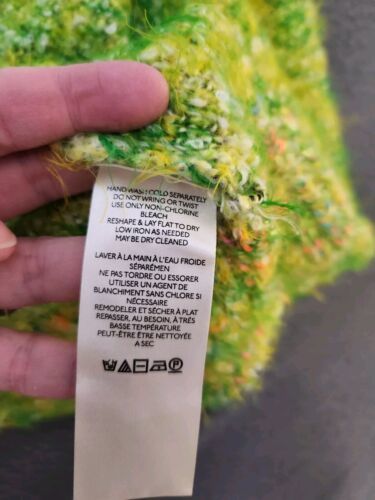 HAND WASH COLD SEPARATELY
DO NOT WRING OR TWIST
USE ONLY NON-CHLORINE
BLEACH
RESHAPE & LAY FLAT TO DRY
LOW IRON AS NEEDED
MAY BE DRY CLEANED
LAVER À LA MAIN À L'EAU FROIDE
SÉPARÉMEN
NE PAS TORDRE OU ESSORER
UTILISER UN AGENT DE
BLANCHIMENT SANS CHLORE SI
NÉCESSAIRE
REMODELER ET SÉCHER À PLAT
REPASSER, AU BESOIN, À TRÉS
BASSE TEMPÉRATURE
PEUT-ÊTRE ÊTRE NETTOYÉE
A SEC